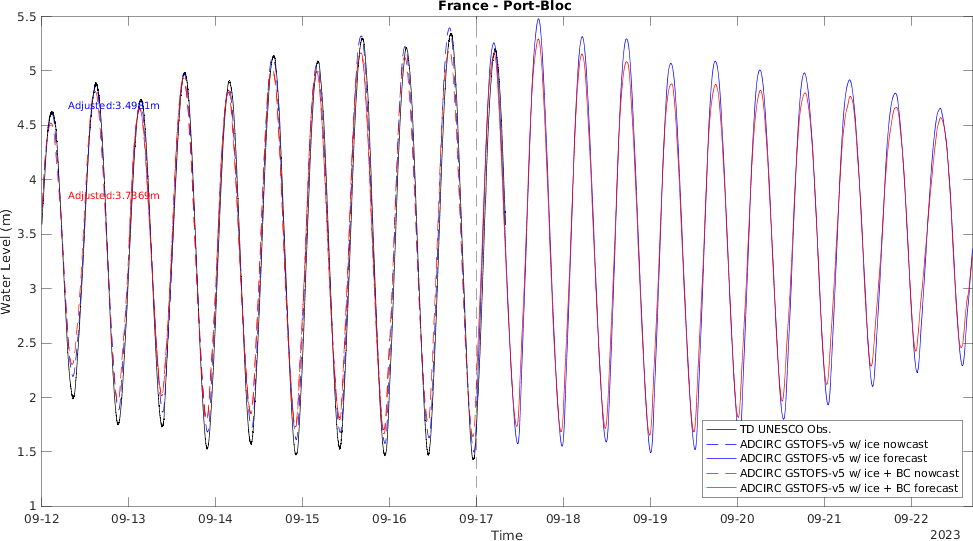 France - Port-Bloc
5.5
5
4.5
4
3.5
3
2.5
2
1.5
1
Water Level (m)
Adjusted:3.4981m
Adjusted:3.7369m
TD UNESCO Obs.
ADCIRC GSTOFS-v5 w/ ice nowcast
ADCIRC GSTOFS-v5 w/ ice forecast
ADCIRC GSTOFS-v5 w/ ice + BC nowcast
ADCIRC GSTOFS-v5 w/ ice + BC forecast
09-12 09-13 09-14 09-15 09-16 09-17 09-18 09-19 09-20 09-21 09-22
Time
2023